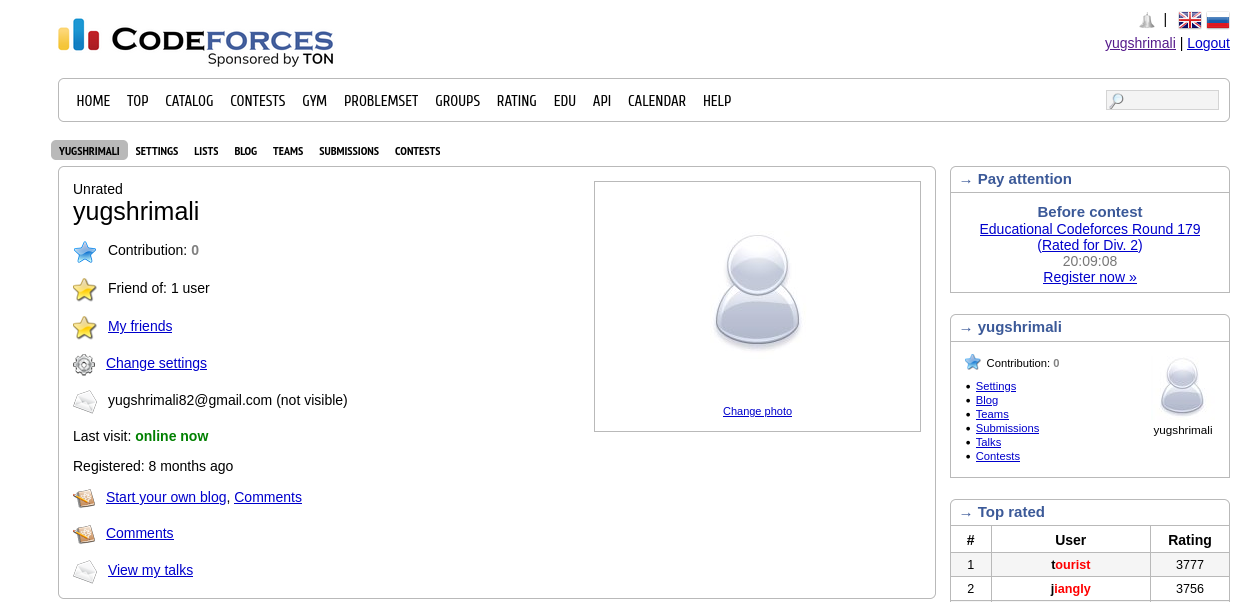 CODEFORCES
Sponsored by TON
|
yugshrimali | Logout
HOME TOP CATALOG CONTESTS GYM PROBLEMSET GROUPS RATING EDU API CALENDAR HELP
YUGSHRIMALI SETTINGS LISTS BLOG TEAMS SUBMISSIONS CONTESTS
Unrated
yugshrimali
Contribution: 0
Friend of: 1 user
My friends
Change settings
yugshrimali82@gmail.com (not visible)
Last visit: online now
Registered: 8 months ago
Start your own blog, Comments
Comments
View my talks
Change photo
→ Pay attention
Before contest
Educational Codeforces Round 179
(Rated for Div. 2)
20:09:08
Register now »
→ yugshrimali
Contribution: 0
• Settings
• Blog
• Teams
• Submissions
• Talks
• Contests
yugshrimali
→ Top rated
# User Rating
1 tourist 3777
2 jiangly 3756